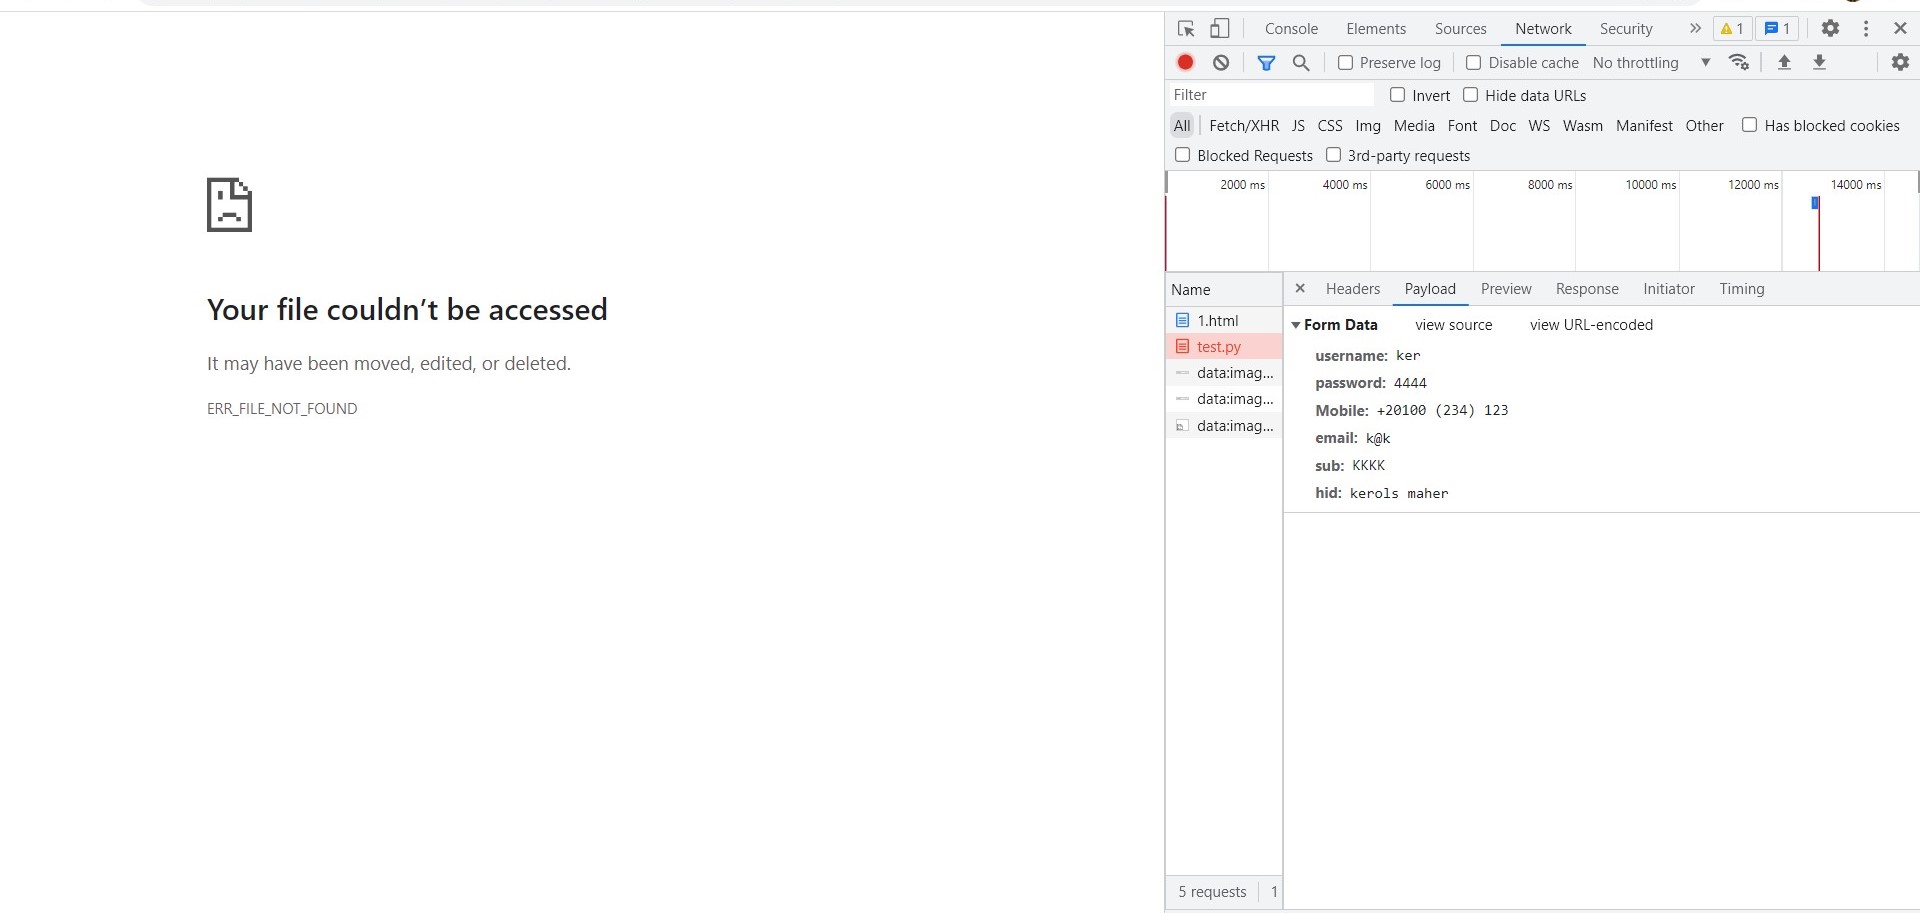 Console Elements Sources Network Security » 1 1
Preserve log Disable cache No throttling
Filter Invert Hide data URLs
All Fetch/XHR JS CSS Img Media Font Doc WS Wasm Manifest Other Has blocked cookies
Blocked Requests 3rd-party requests
2000 ms 4000 ms 6000 ms 8000 ms 10000 ms 12000 ms 14000 ms
Your file couldn’t be accessed
It may have been moved, edited, or deleted.
ERR_FILE_NOT_FOUND
Name
1.html
test.py
data:imag...
data:imag...
data:imag...
Headers Payload Preview Response Initiator Timing
Form Data view source view URL-encoded
username: ker
password: 4444
Mobile: +20100 (234) 123
email: k@k
sub: KKKK
hid: kerols maher
5 requests 1